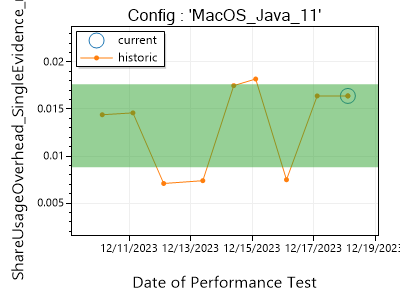 Config : 'MacOS_Java_11'
current
historic
ShareUsageOverhead_SingleEvidence_
0.02
0.015
0.01
0.005
12/11/2023
12/13/2023
12/15/2023
12/17/2023
12/19/2023
Date of Performance Test